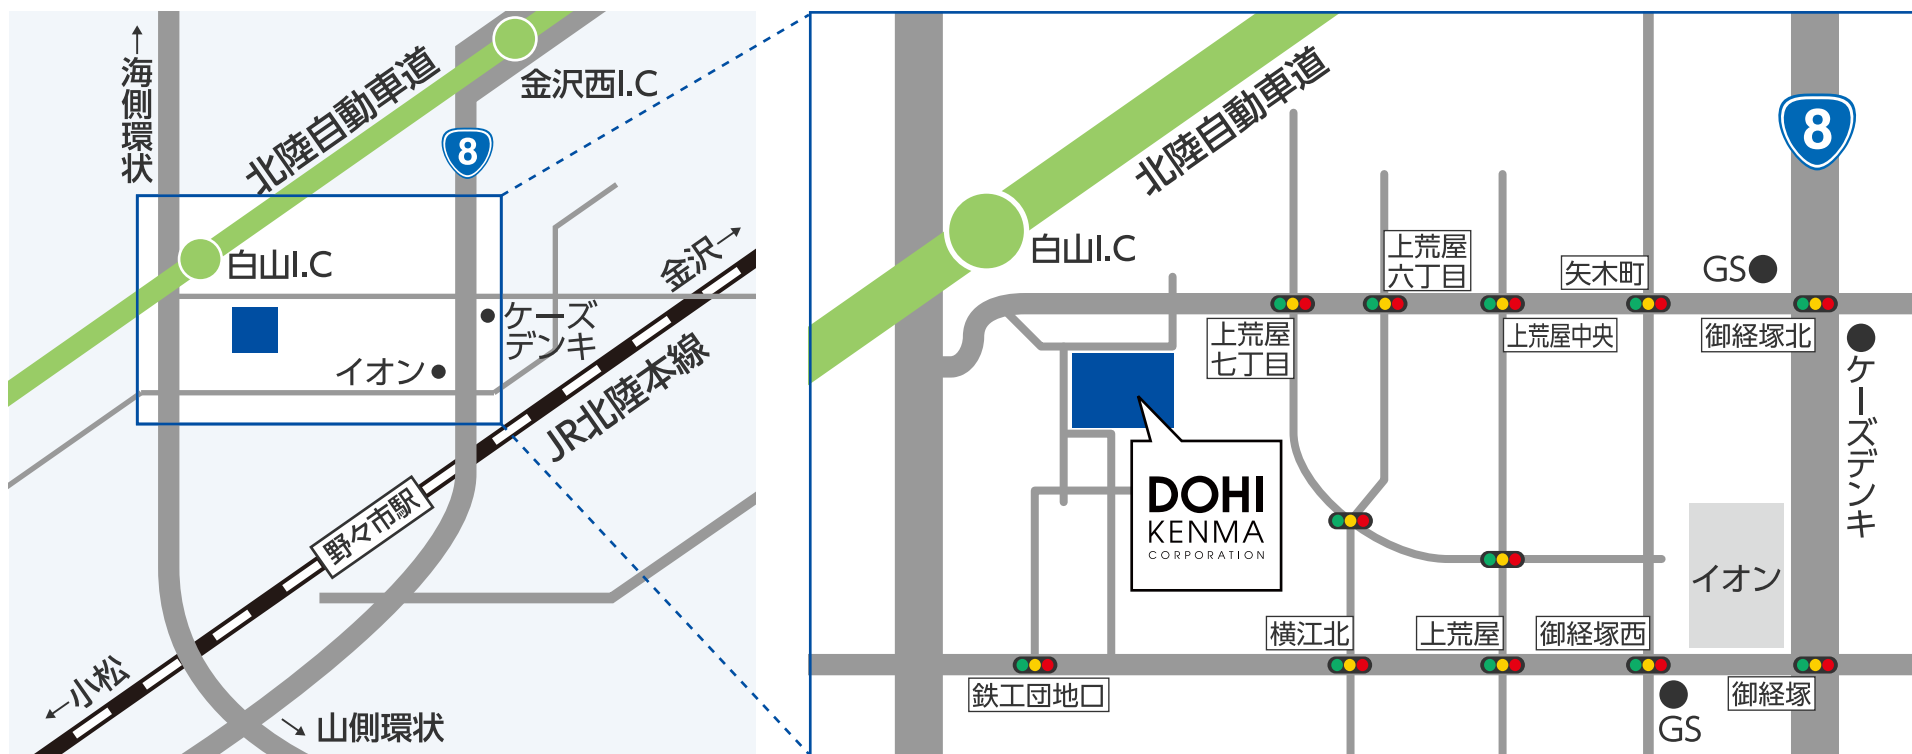 海側環状
北陸自動車道
金沢西I.C
8
白山I.C
ケーズ
デンキ
イオン
金沢
JR北陸本線
野々市駅
小松
山側環状
北陸自動車道
8
白山I.C
上荒屋
六丁目
矢木町
GS
上荒屋
七丁目
上荒屋中央
御経塚北
ケーズデンキ
DOHI
KENMA
CORPORATION
イオン
横江北
上荒屋
御経塚西
鉄工団地口
御経塚
GS